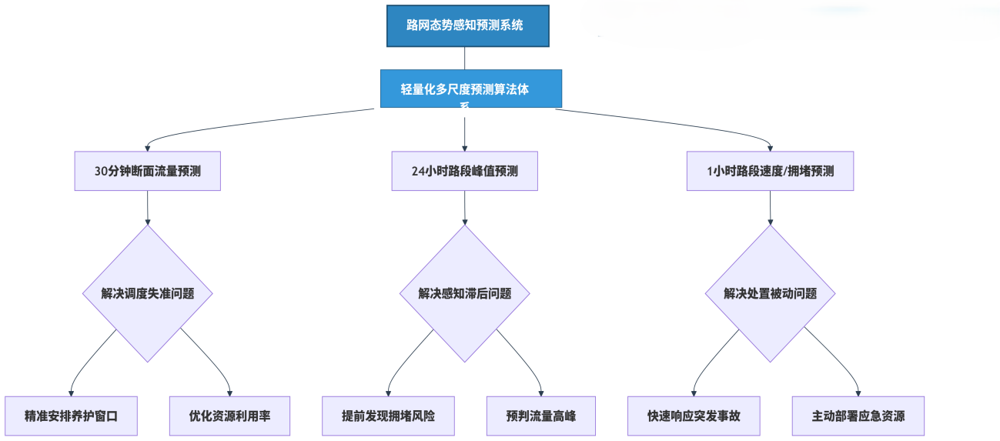 路网态势感知预测系统
轻量化多尺度预测算法体
系
30分钟断面流量预测
24小时路段峰值预测
1小时路段速度/拥堵预测
解决调度失准问题
解决感知滞后问题
解决处置被动问题
精准安排养护窗口
优化资源利用率
提前发现拥堵风险
预判流量高峰
快速响应突发事故
主动部署应急资源